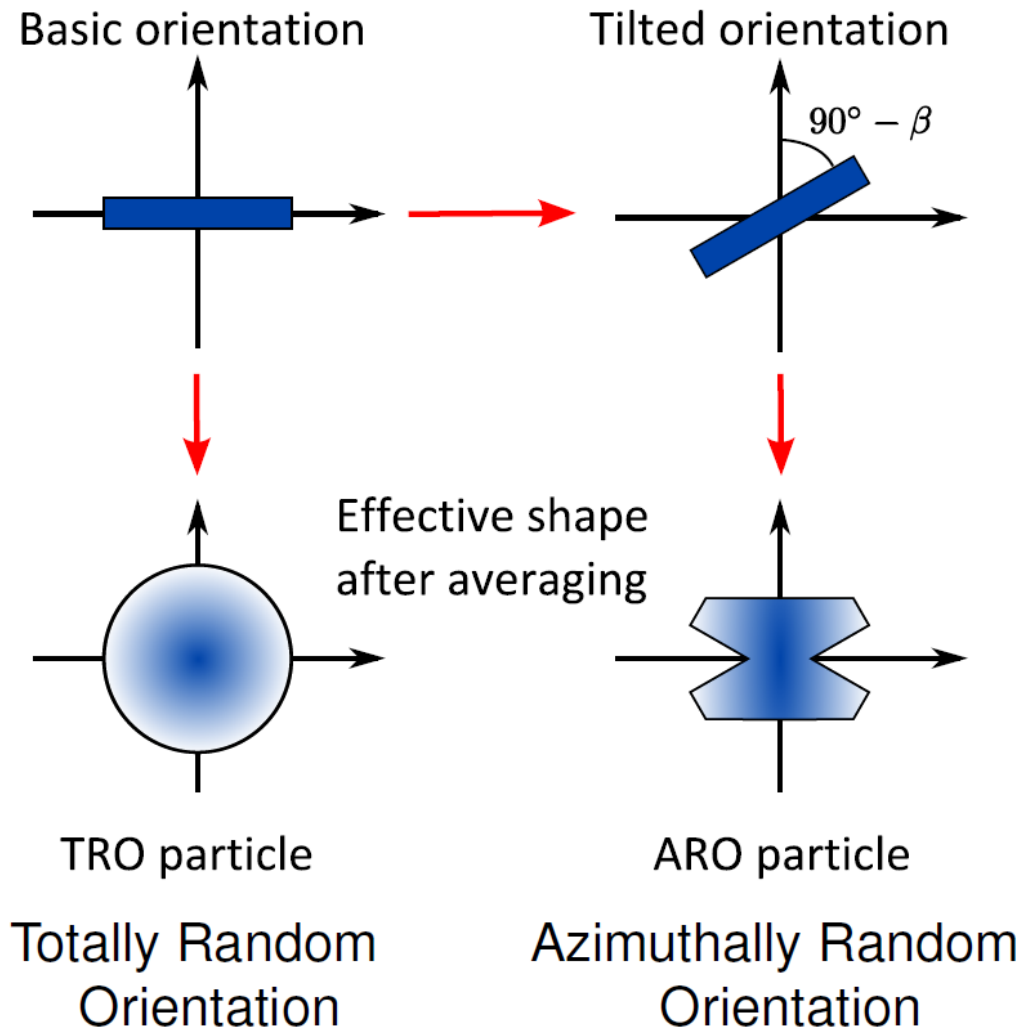 Basic orientation
Tilted orientation
90° − β
Effective shape
after averaging
TRO particle
ARO particle
Totally Random
Orientation
Azimuthally Random
Orientation